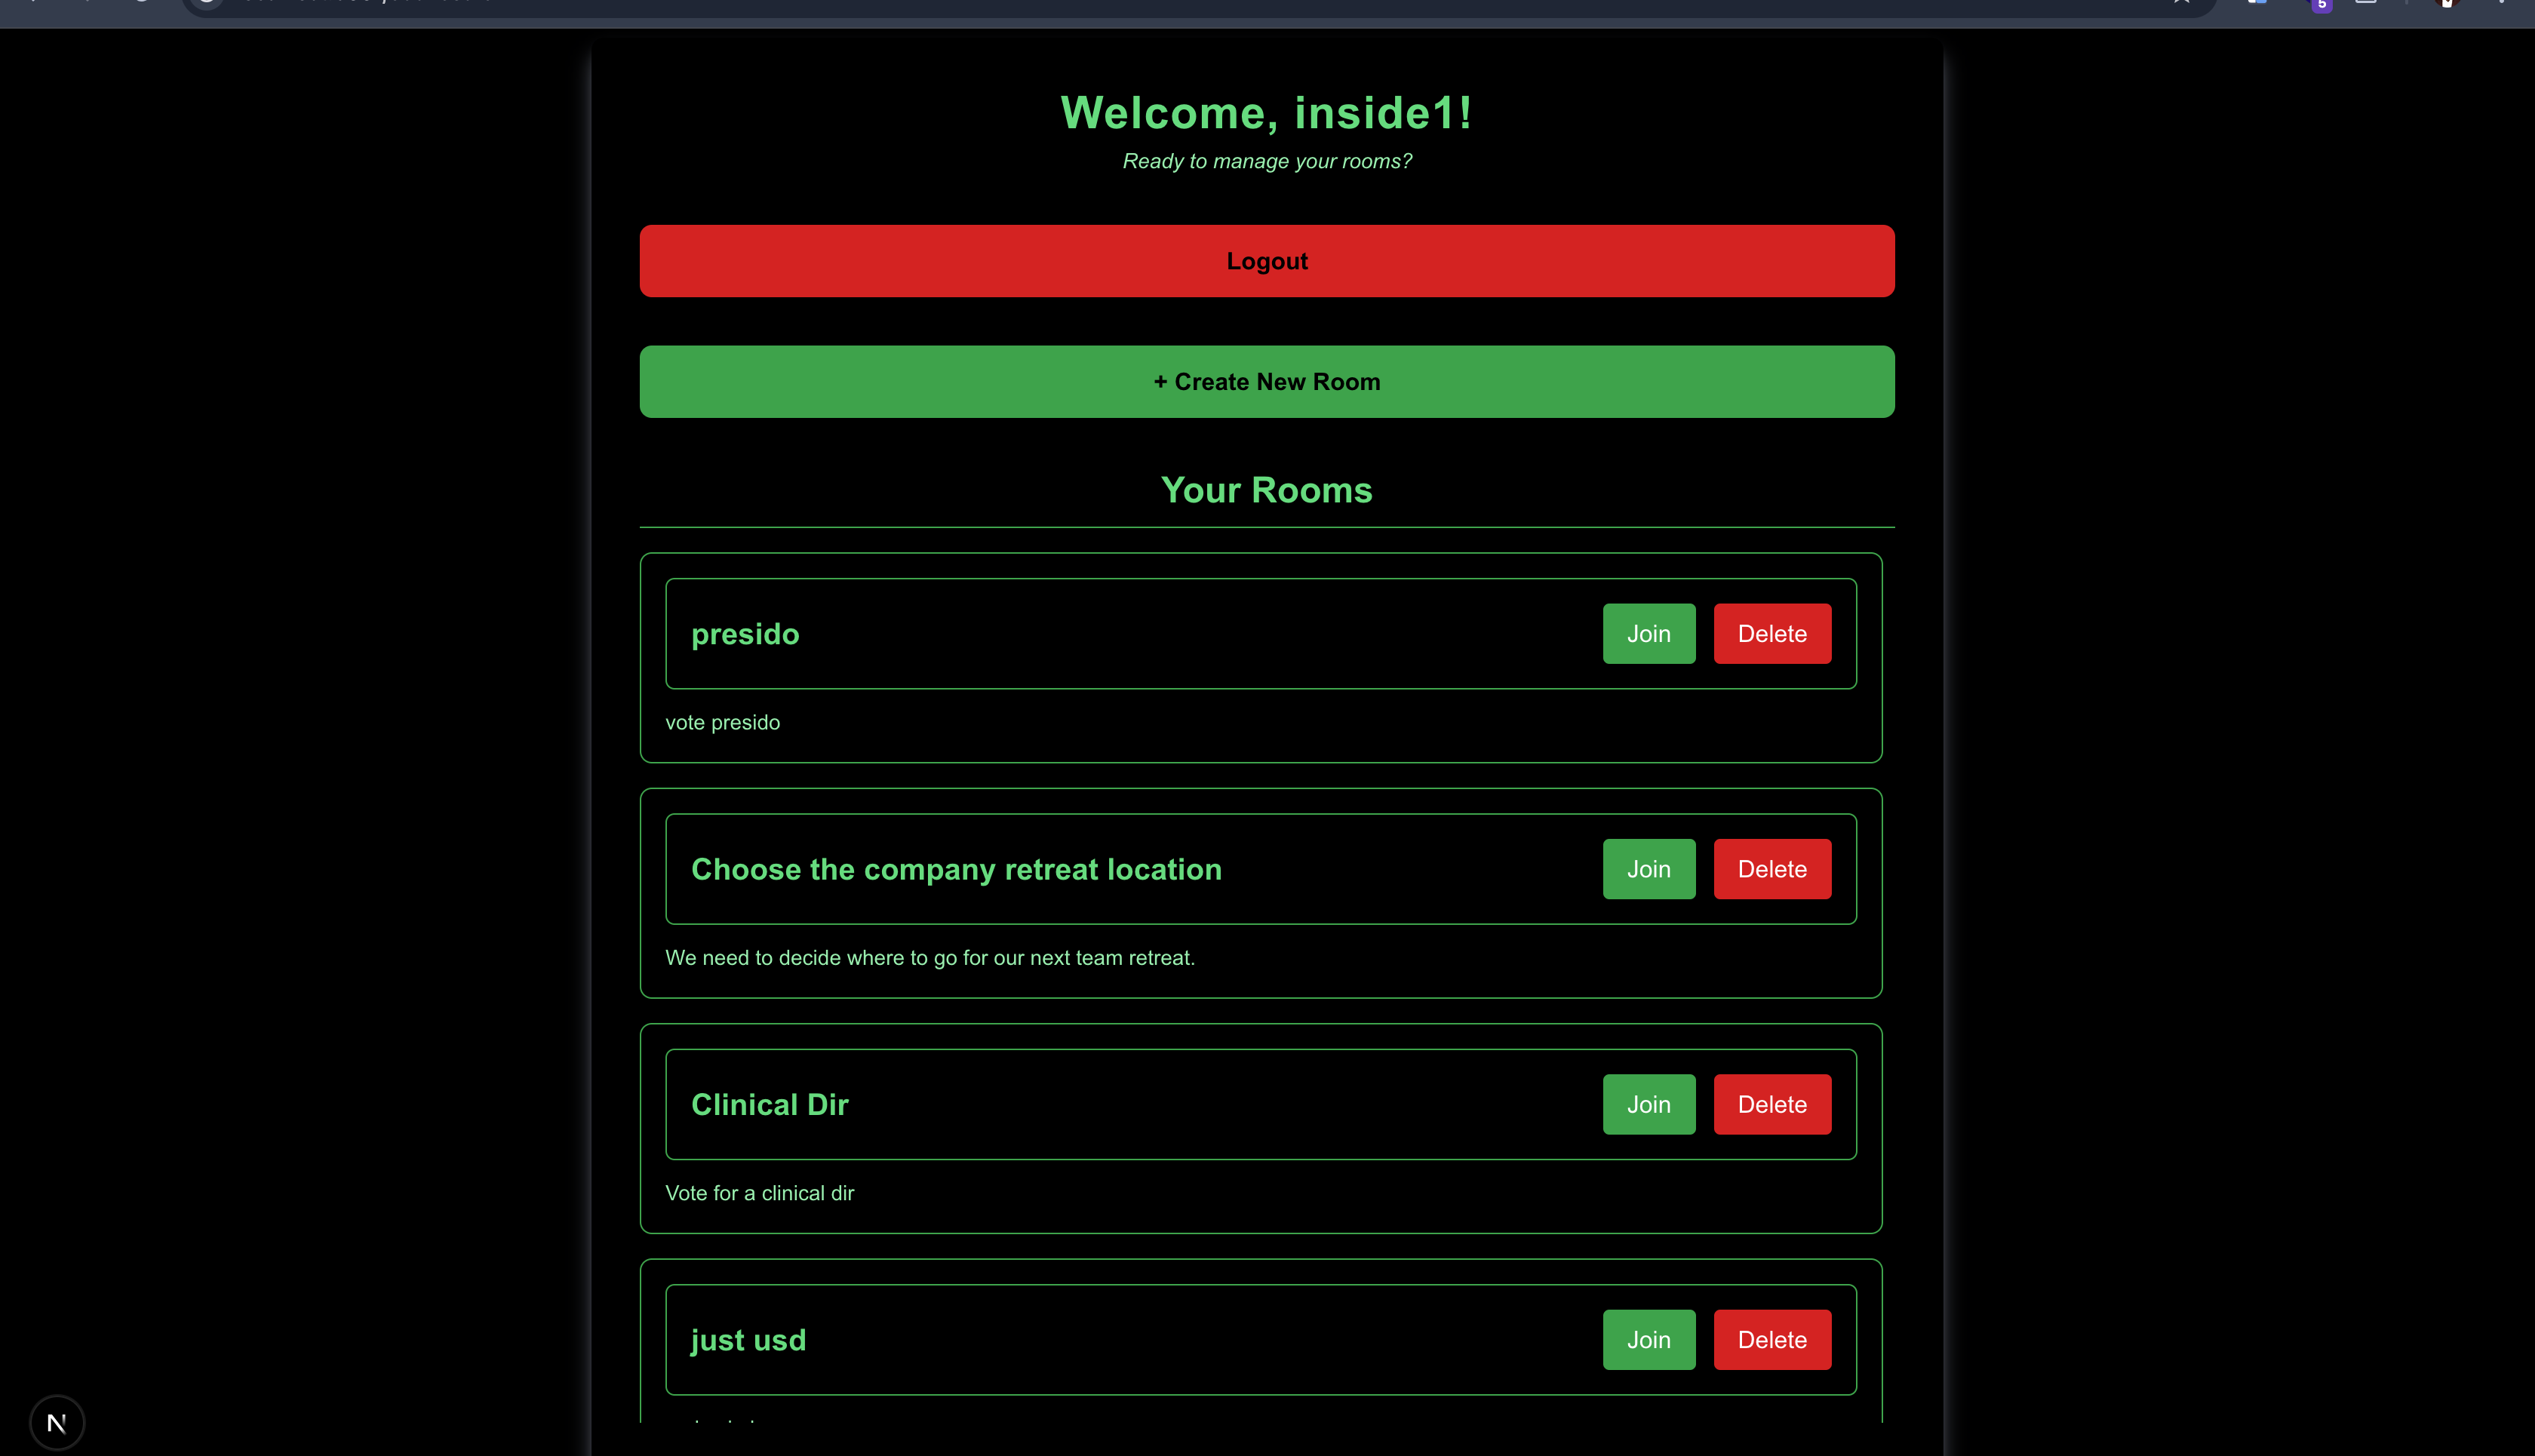 5
Welcome, inside1!
Ready to manage your rooms?
Logout
+ Create New Room
Your Rooms
presido
Join
Delete
vote presido
Choose the company retreat location
Join
Delete
We need to decide where to go for our next team retreat.
Clinical Dir
Join
Delete
Vote for a clinical dir
just usd
Join
Delete
N